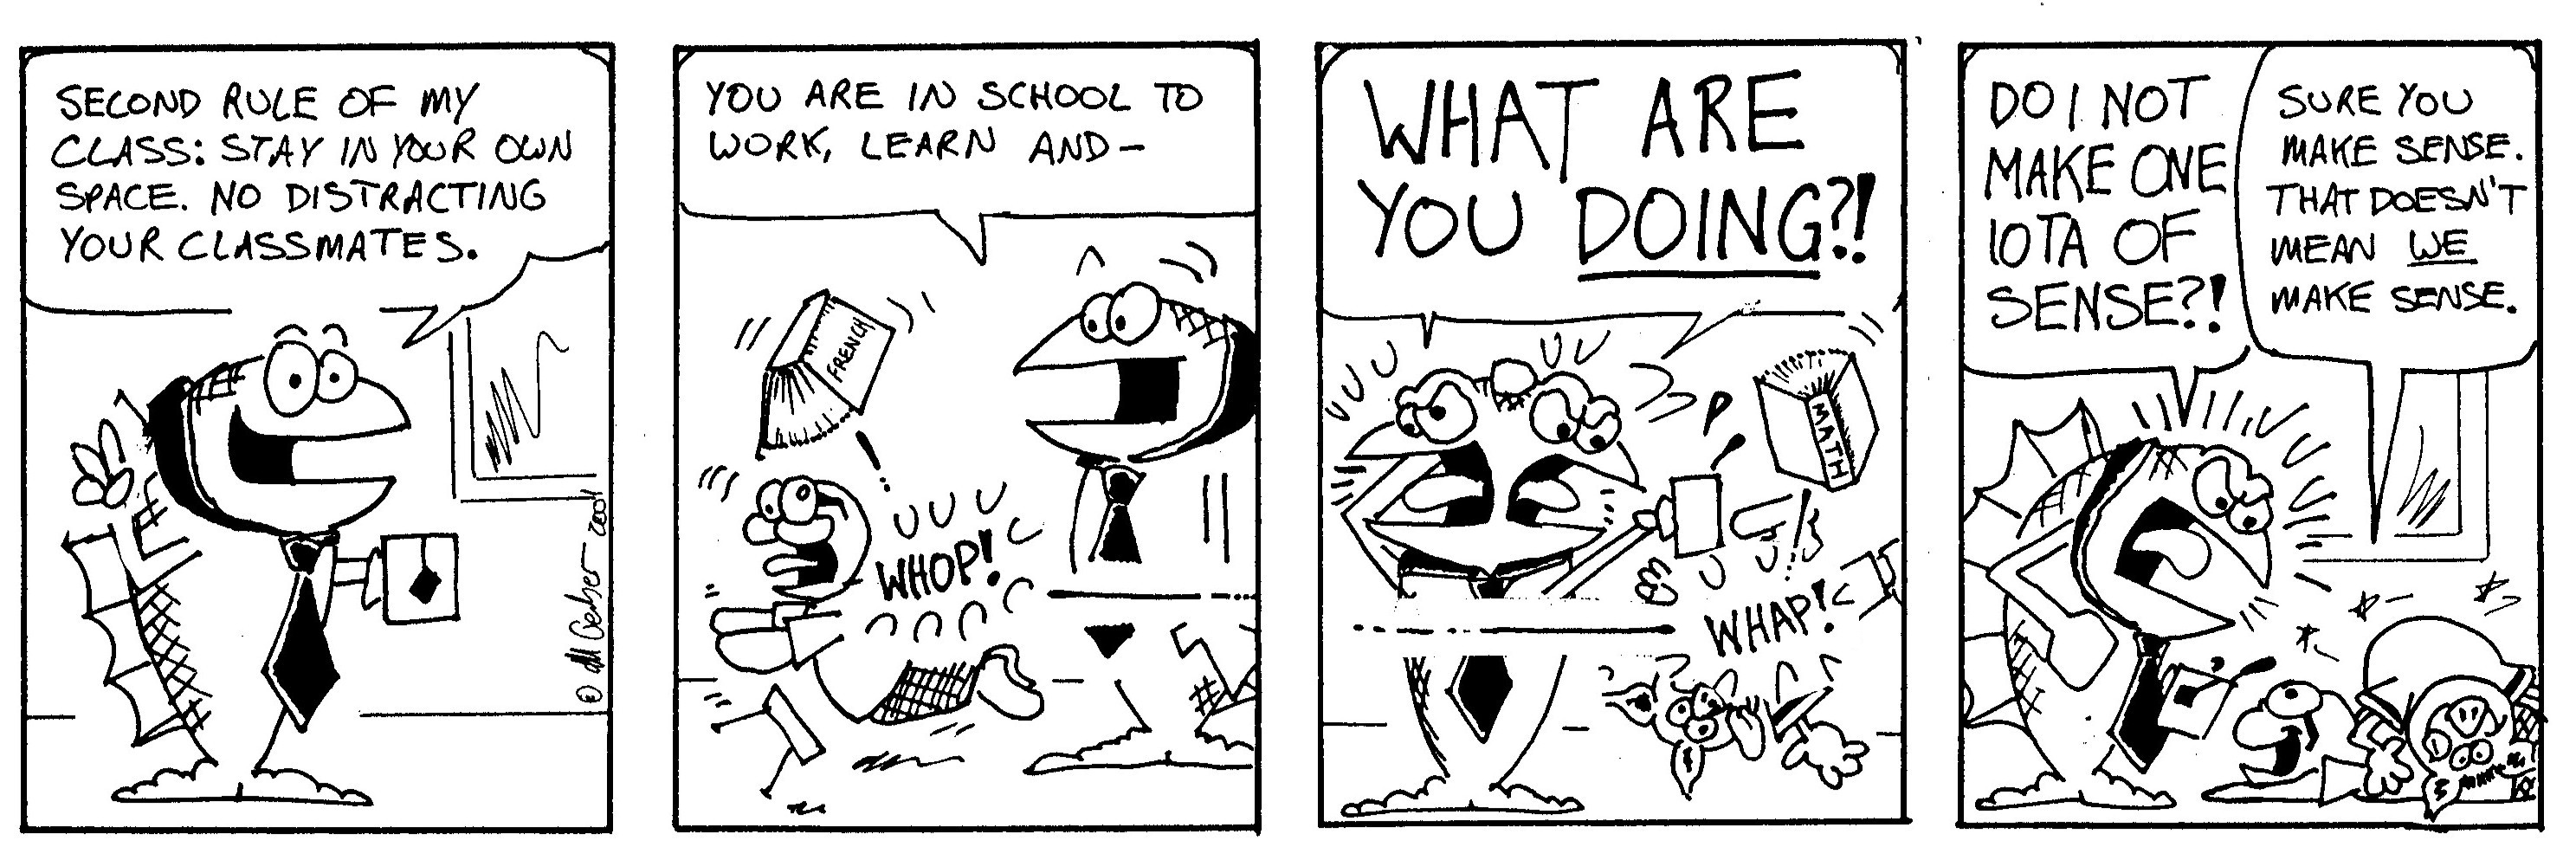 SECOND RULE OF MY
CLASS: STAY IN YOUR OWN
SPACE. NO DISTRACTING
YOUR CLASSMATES.
© 2001
YOU ARE IN SCHOOL TO
WORK, LEARN AND—
FRENCH
WHOP!
WHAT ARE
YOU DOING?!
MATH
WHAP!
DO I NOT
MAKE ONE
IOTA OF
SENSE?!
SURE YOU
MAKE SENSE.
THAT DOESN'T
MEAN WE
MAKE SENSE.